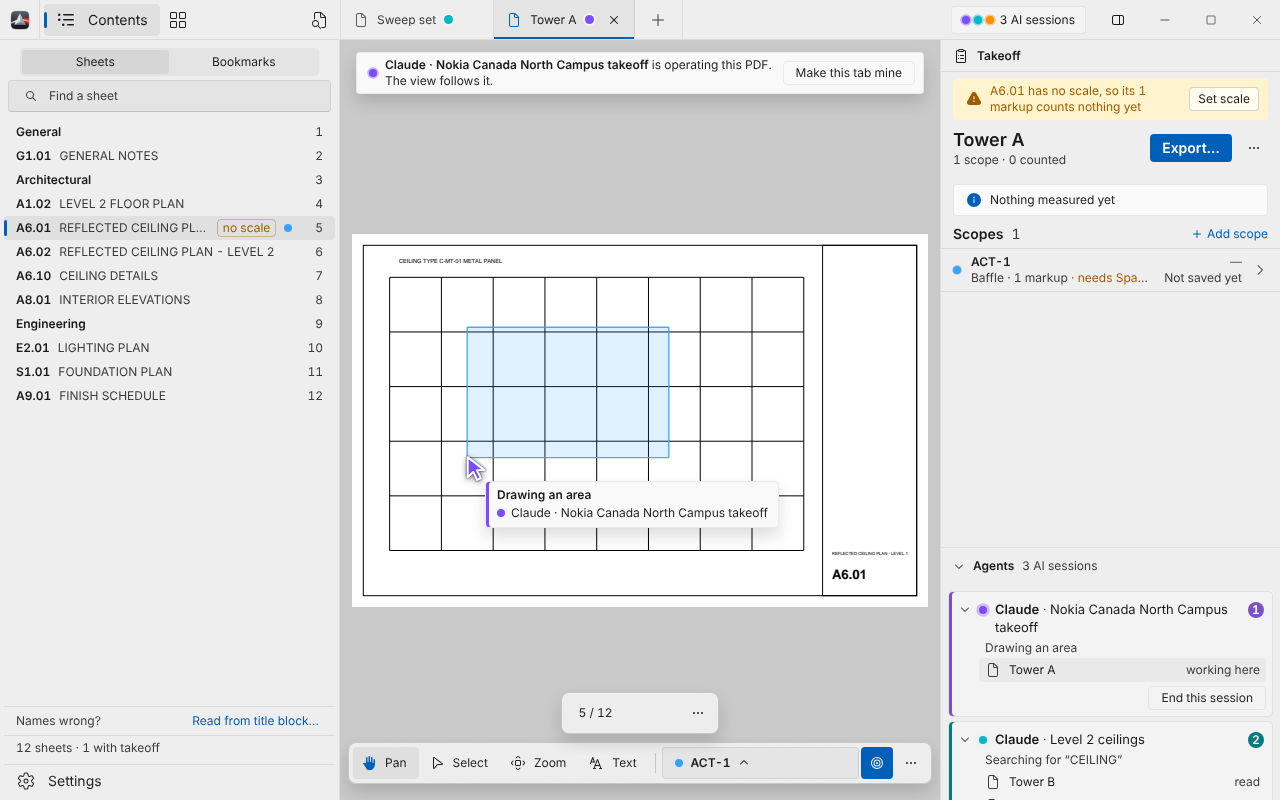 Contents
Sweep set
Tower A
3 AI sessions
Sheets
Bookmarks
Find a sheet
General 1
G1.01 GENERAL NOTES 2
Architectural 3
A1.02 LEVEL 2 FLOOR PLAN 4
A6.01 REFLECTED CEILING PL... no scale 5
A6.02 REFLECTED CEILING PLAN - LEVEL 2 6
A6.10 CEILING DETAILS 7
A8.01 INTERIOR ELEVATIONS 8
Engineering 9
E2.01 LIGHTING PLAN 10
S1.01 FOUNDATION PLAN 11
A9.01 FINISH SCHEDULE 12
Names wrong? Read from title block...
12 sheets · 1 with takeoff
Settings
Claude · Nokia Canada North Campus takeoff is operating this PDF.
The view follows it.
Make this tab mine
CEILING TYPE C-MT-01 METAL PANEL
Drawing an area
Claude · Nokia Canada North Campus takeoff
REFLECTED CEILING PLAN - LEVEL 1
A6.01
5 / 12
Pan
Select
Zoom
Text
ACT-1
Takeoff
A6.01 has no scale, so its 1
markup counts nothing yet
Set scale
Tower A
1 scope · 0 counted
Export...
Nothing measured yet
Scopes 1
+ Add scope
ACT-1 —
Baffle · 1 markup · needs Spa... Not saved yet
Agents 3 AI sessions
Claude · Nokia Canada North Campus 1
takeoff
Drawing an area
Tower A working here
End this session
Claude · Level 2 ceilings 2
Searching for “CEILING”
Tower B read